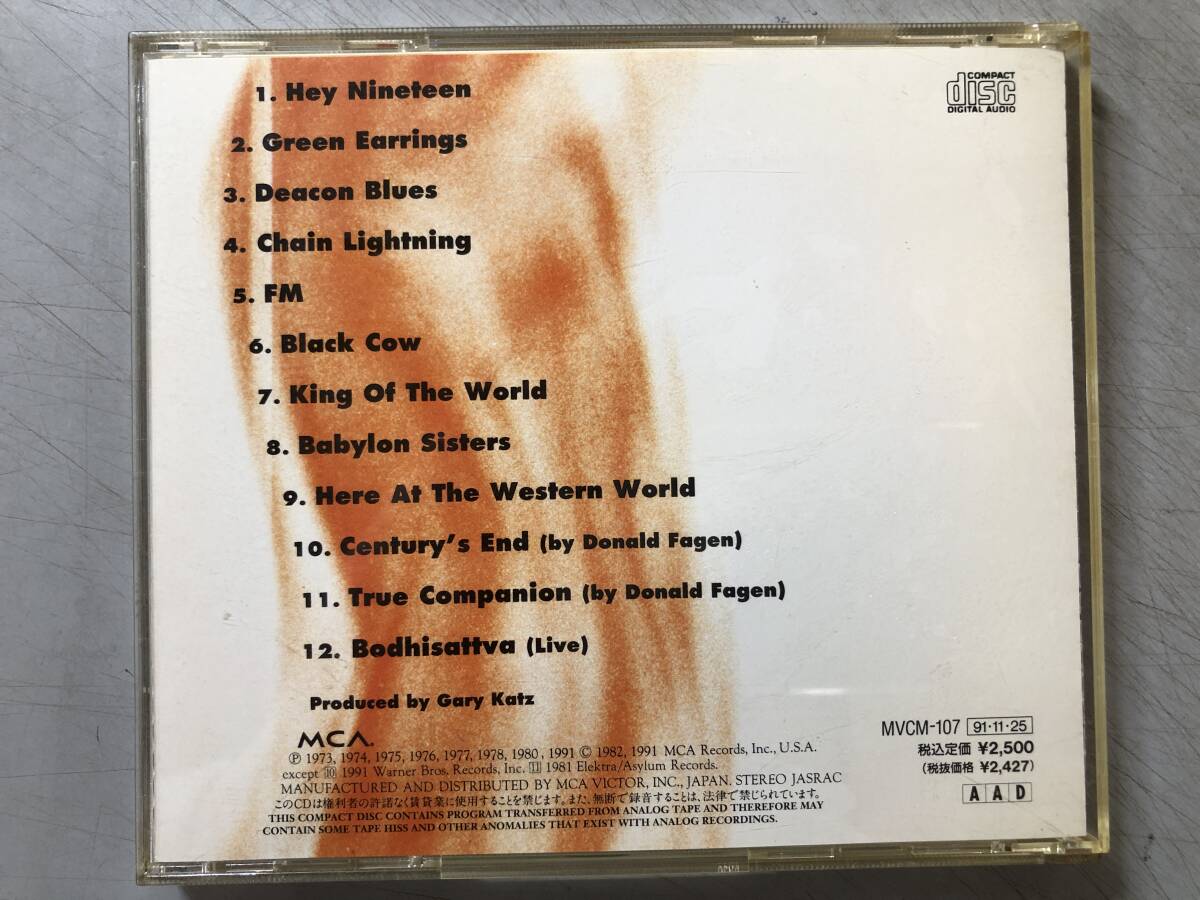 1. Hey Nineteen
COMPACT
disc
DIGITAL AUDIO
2. Green Earrings
3. Deacon Blues
4. Chain Lightning
5. FM
6. Black Cow
7. King Of The World
8. Babylon Sisters
9. Here At The Western World
10. Century's End (by Donald Fagen)
11. True Companion (by Donald Fagen)
12. Bodhisattva (Live)
Produced by Gary Katz
MCA.
℗ 1973, 1974, 1975, 1976, 1977, 1978, 1980, 1991 © 1982, 1991 MCA Records, Inc., U.S.A.
except ⑩ 1991 Warner Bros. Records, Inc. ⑪ 1981 Elektra/Asylum Records.
MANUFACTURED AND DISTRIBUTED BY MCA VICTOR, INC., JAPAN. STEREO JASRAC
このCDは権利者の許諾なく賃貸業に使用することを禁じます。また、無断で録音することは、法律で禁じられています。
THIS COMPACT DISC CONTAINS PROGRAM TRANSFERRED FROM ANALOG TAPE AND THEREFORE MAY
CONTAIN SOME TAPE HISS AND OTHER ANOMALIES THAT EXIST WITH ANALOG RECORDINGS.
MVCM-107 91·11·25
税込定価 ¥2,500
(税抜価格 ¥2,427)
A A D